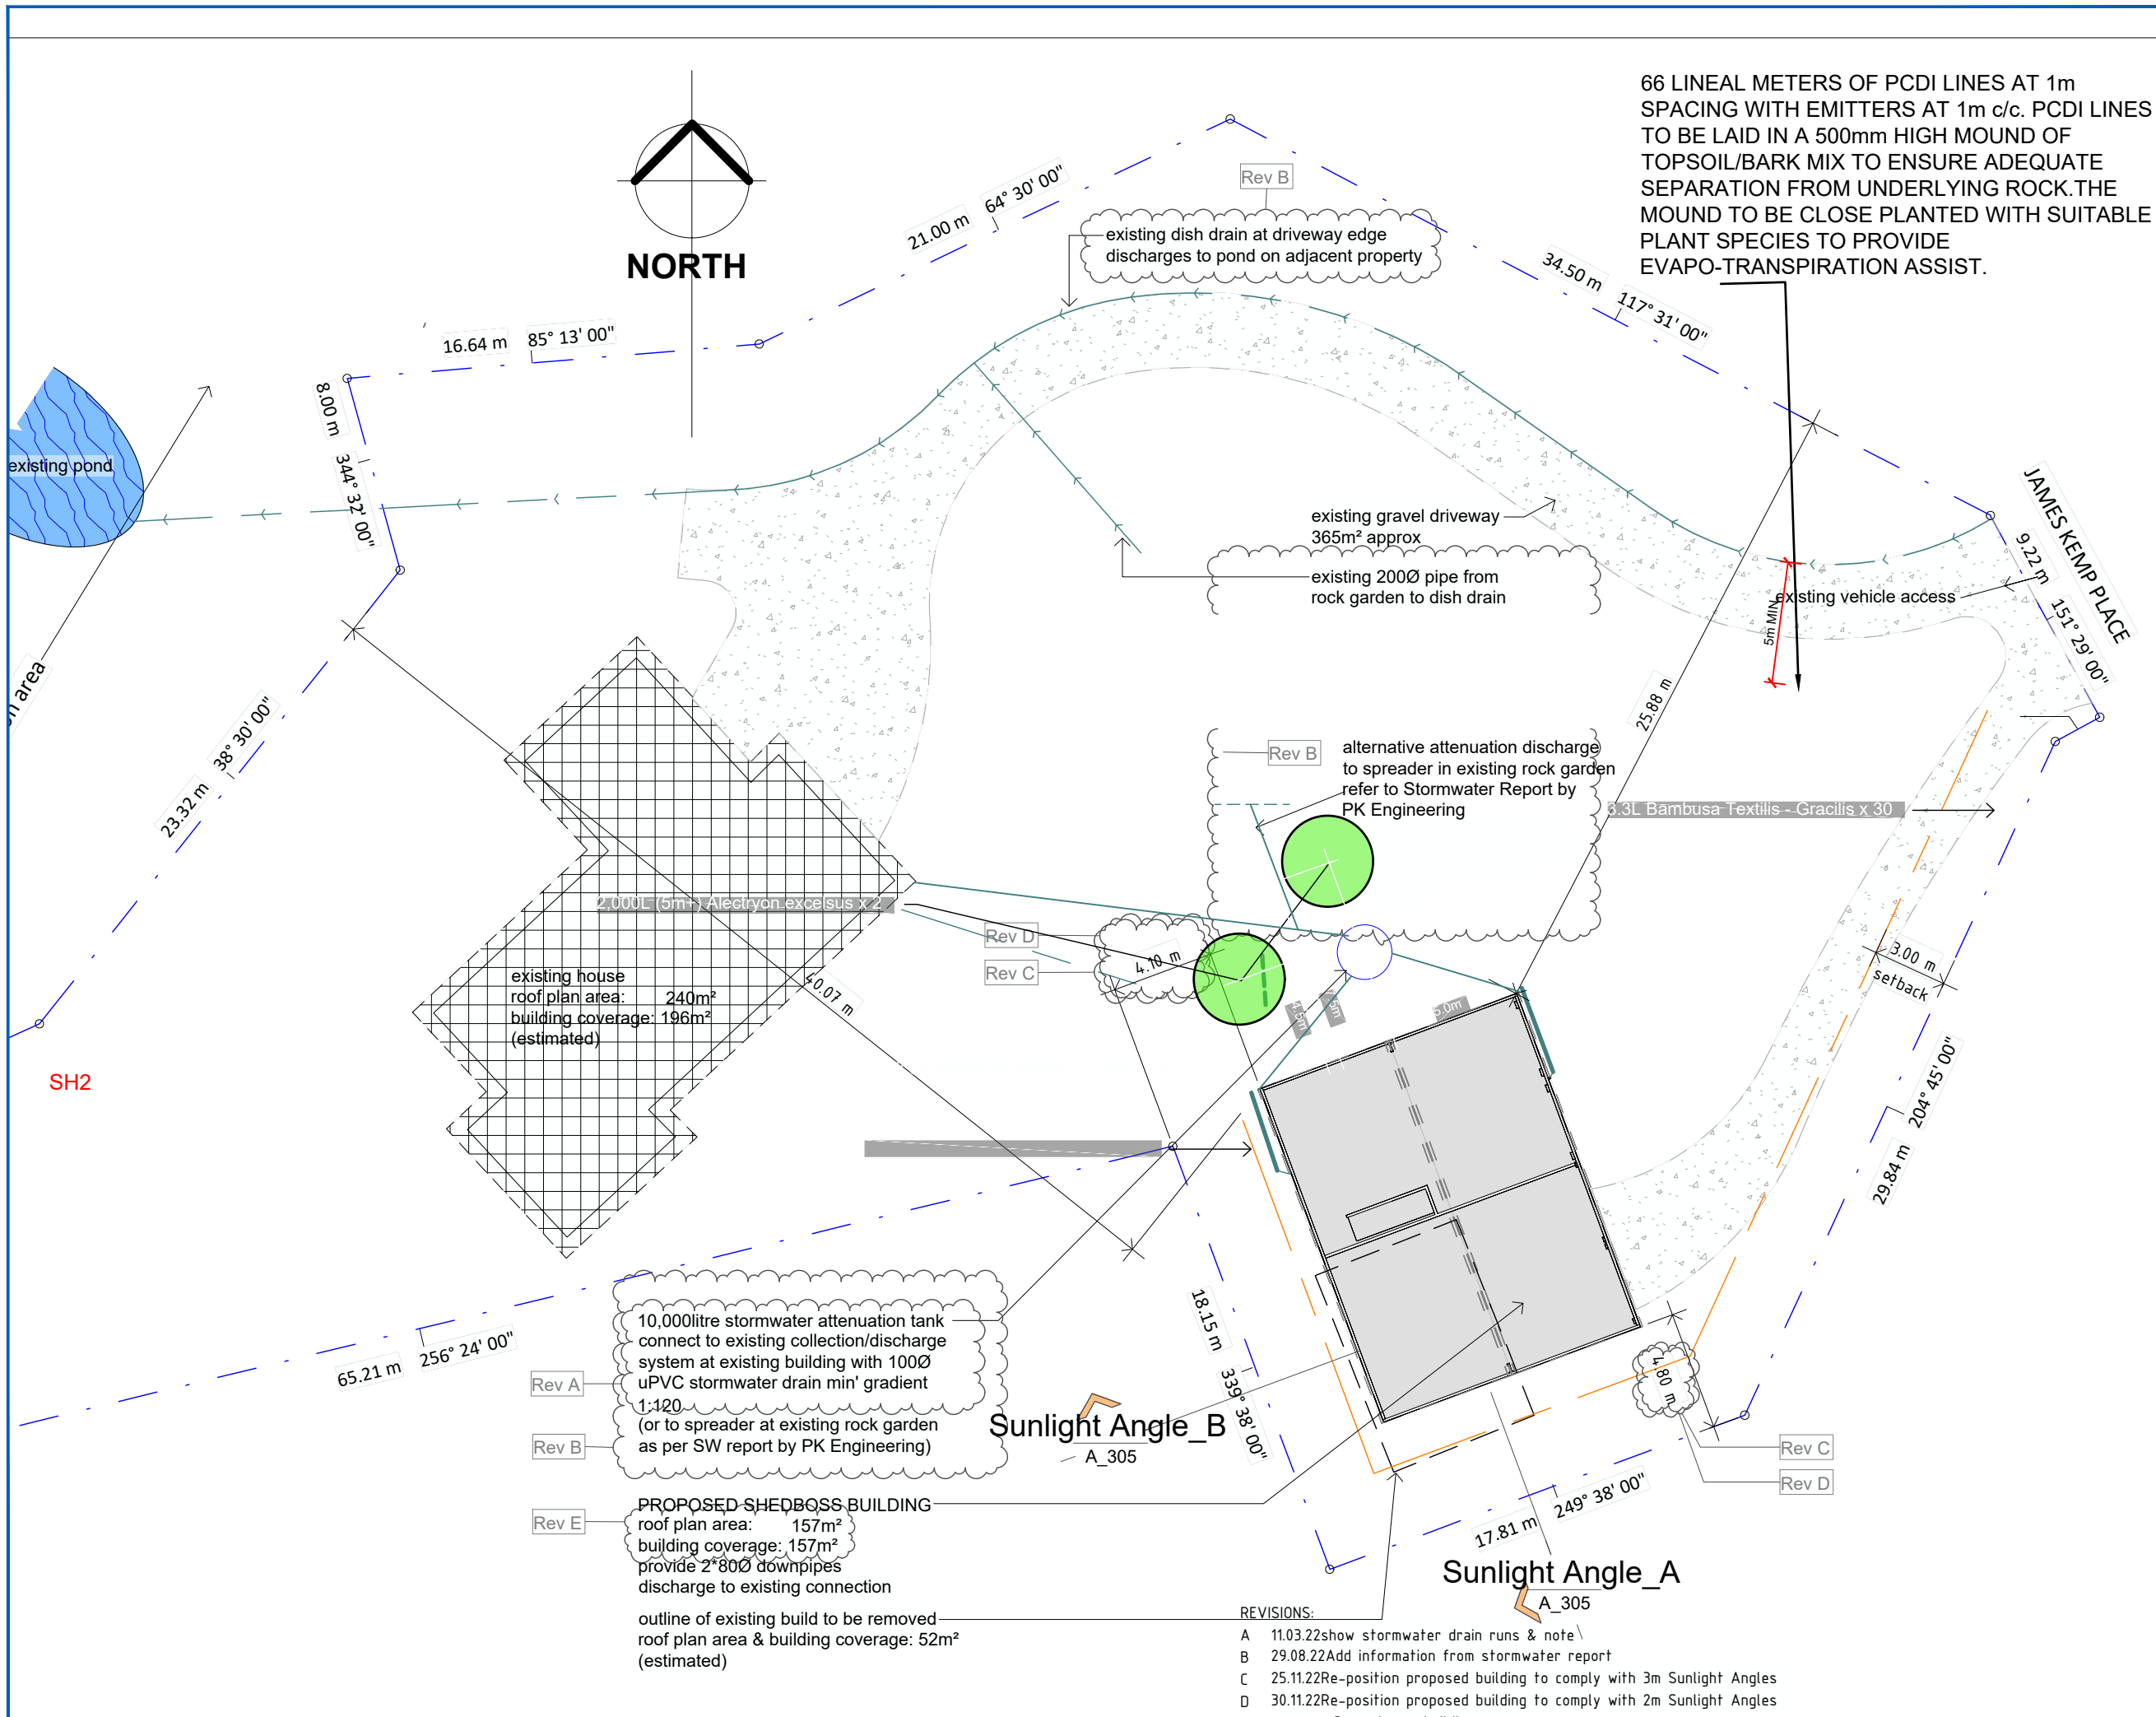 66 LINEAL METERS OF PCDI LINES AT 1m
SPACING WITH EMITTERS AT 1m c/c. PCDI LINES
TO BE LAID IN A 500mm HIGH MOUND OF
TOPSOIL/BARK MIX TO ENSURE ADEQUATE
SEPARATION FROM UNDERLYING ROCK.THE
MOUND TO BE CLOSE PLANTED WITH SUITABLE
PLANT SPECIES TO PROVIDE
EVAPO-TRANSPIRATION ASSIST.
NORTH
Rev B
existing dish drain at driveway edge
discharges to pond on adjacent property
21.00 m 64° 30' 00"
34.50 m 117° 31' 00"
16.64 m 85° 13' 00"
8.00 m 344° 32' 00"
existing pond
JAMES KEMP PLACE
9.22 m 151° 29' 00"
existing gravel driveway
365m² approx
existing 200Ø pipe from
rock garden to dish drain
existing vehicle access
5m MIN
area
23.32 m 38° 30' 00"
25.88 m
Rev B
alternative attenuation discharge
to spreader in existing rock garden
refer to Stormwater Report by
PK Engineering
3.3L Bambusa Textilis - Gracilis x 30
2,000L (5m+) Alectryon excelsus x 2
Rev D
Rev C
4.10 m
3.00 m
setback
existing house
roof plan area: 240m²
building coverage: 196m²
(estimated)
40.07 m
4.5m
5.0m
SH2
204° 45' 00"
29.84 m
65.21 m 256° 24' 00"
18.15 m 339° 38' 00"
10,000litre stormwater attenuation tank
connect to existing collection/discharge
system at existing building with 100Ø
uPVC stormwater drain min' gradient
1:120
(or to spreader at existing rock garden
as per SW report by PK Engineering)
Rev A
Rev B
Sunlight Angle_B
A_305
4.80 m
Rev C
Rev D
Rev E
PROPOSED SHEDBOSS BUILDING
roof plan area: 157m²
building coverage: 157m²
provide 2*80Ø downpipes
discharge to existing connection
17.81 m 249° 38' 00"
Sunlight Angle_A
A_305
outline of existing build to be removed
roof plan area & building coverage: 52m²
(estimated)
REVISIONS:
A 11.03.22show stormwater drain runs & note
B 29.08.22Add information from stormwater report
C 25.11.22Re-position proposed building to comply with 3m Sunlight Angles
D 30.11.22Re-position proposed building to comply with 2m Sunlight Angles